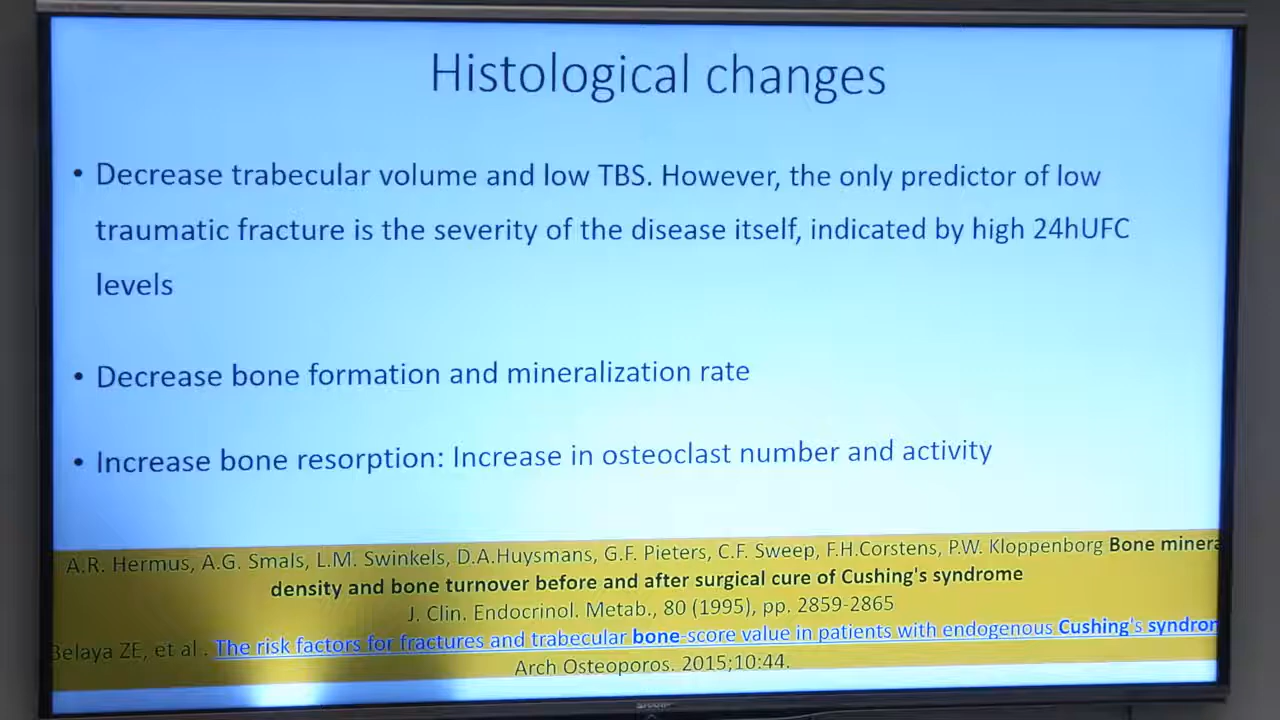 Histological changes
• Decrease trabecular volume and low TBS. However, the only predictor of low
traumatic fracture is the severity of the disease itself, indicated by high 24hUFC
levels
• Decrease bone formation and mineralization rate
• Increase bone resorption: Increase in osteoclast number and activity
A.R. Hermus, A.G. Smals, L.M. Swinkels, D.A.Huysmans, G.F. Pieters, C.F. Sweep, F.H.Corstens, P.W. Kloppenborg Bone minera
density and bone turnover before and after surgical cure of Cushing's syndrome
J. Clin. Endocrinol. Metab., 80 (1995), pp. 2859-2865
Belaya ZE, et al . The risk factors for fractures and trabecular bone-score value in patients with endogenous Cushing's syndron
Arch Osteoporos. 2015;10:44.
SHARP